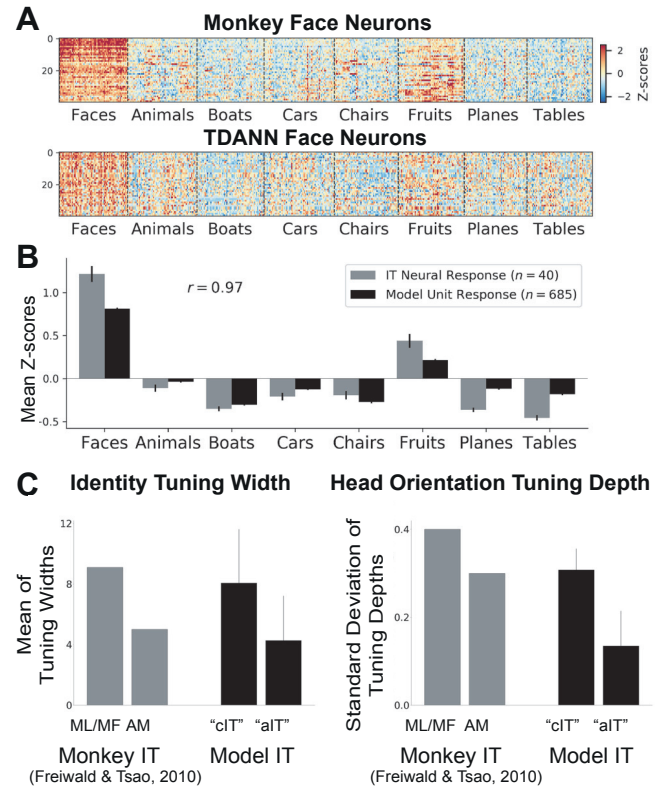 A
Monkey Face Neurons
0
20
Faces Animals Boats Cars Chairs Fruits Planes Tables
2
0
−2
Z-scores
TDANN Face Neurons
0
20
Faces Animals Boats Cars Chairs Fruits Planes Tables
B
Mean Z-scores
1.0
0.5
0.0
-0.5
r = 0.97
IT Neural Response (n = 40)
Model Unit Response (n = 685)
Faces Animals Boats Cars Chairs Fruits Planes Tables
C
Identity Tuning Width
Mean of
Tuning Widths
12
8
4
0
ML/MF AM “cIT” “aIT”
Monkey IT Model IT
(Freiwald & Tsao, 2010)
Head Orientation Tuning Depth
Standard Deviation of
Tuning Depths
0.4
0.2
0.0
ML/MF AM “cIT” “aIT”
Monkey IT Model IT
(Freiwald & Tsao, 2010)